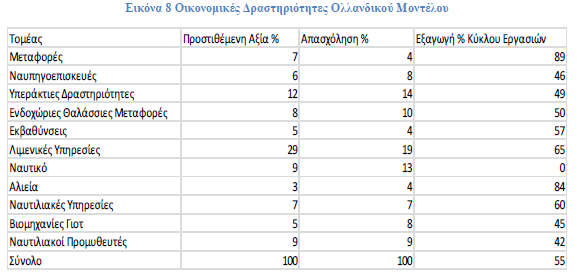 Εικόνα 8 Οικονομικές Δραστηριότητες Ολλανδικού Μοντέλου
Τομέας Προστιθέμενη Αξία % Απασχόληση % Εξαγωγή % Κύκλου Εργασιών
Μεταφορές 7 4 89
Ναυπηγοεπισκευές 6 8 46
Υπεράκτιες Δραστηριότητες 12 14 49
Ενδοχώριες Θαλάσσιες Μεταφορές 8 10 50
Εκβαθύνσεις 5 4 57
Λιμενικές Υπηρεσίες 29 19 65
Ναυτικό 9 13 0
Αλιεία 3 4 84
Ναυτιλιακές Υπηρεσίες 7 7 60
Βιομηχανίες Γιοτ 5 8 45
Ναυτιλιακοί Προμυθευτές 9 9 42
Σύνολο 100 100 55